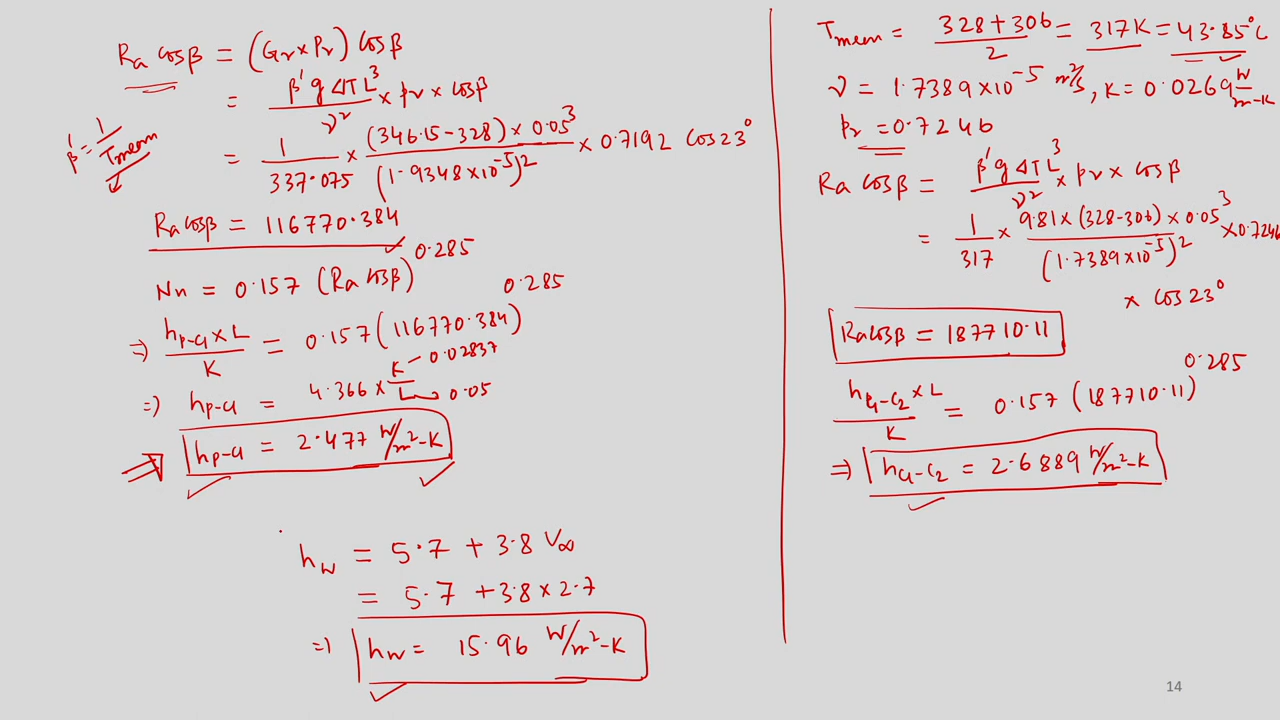 Ra cosβ = (Gr x Pr) cosβ
= β' g ΔT L³ / ν² x Pr x cosβ
β' = 1 / Tmean
= 1 / 337.075 x (346.15 - 328) x 0.05³ / (1.9348 x 10⁻⁵)² x 0.7192 cos 23°
Ra cosβ = 116770.384
Nu = 0.157 (Ra cosβ)^0.285
⇒ hp-c1 x L / K = 0.157 (116770.384)^0.285
⇒ hp-c1 = 4.366 x K / L
K - 0.02837
L → 0.05
⇒ hp-c1 = 2.477 W/m²-K
hw = 5.7 + 3.8 V∞
= 5.7 + 3.8 x 2.7
⇒ hw = 15.96 W/m²-K
Tmean = 328 + 306 / 2 = 317K = 43.85°C
ν = 1.7389 x 10⁻⁵ m²/s, K = 0.0269 W/m-K
Pr = 0.7246
Ra cosβ = β' g ΔT L³ / ν² x Pr x cosβ
= 1 / 317 x 9.81 x (328 - 306) x 0.05³ / (1.7389 x 10⁻⁵)² x 0.7246
x cos 23°
Ra cosβ = 187710.11
hc1-c2 x L / K = 0.157 (187710.11)^0.285
⇒ hc1-c2 = 2.6889 W/m²-K
14